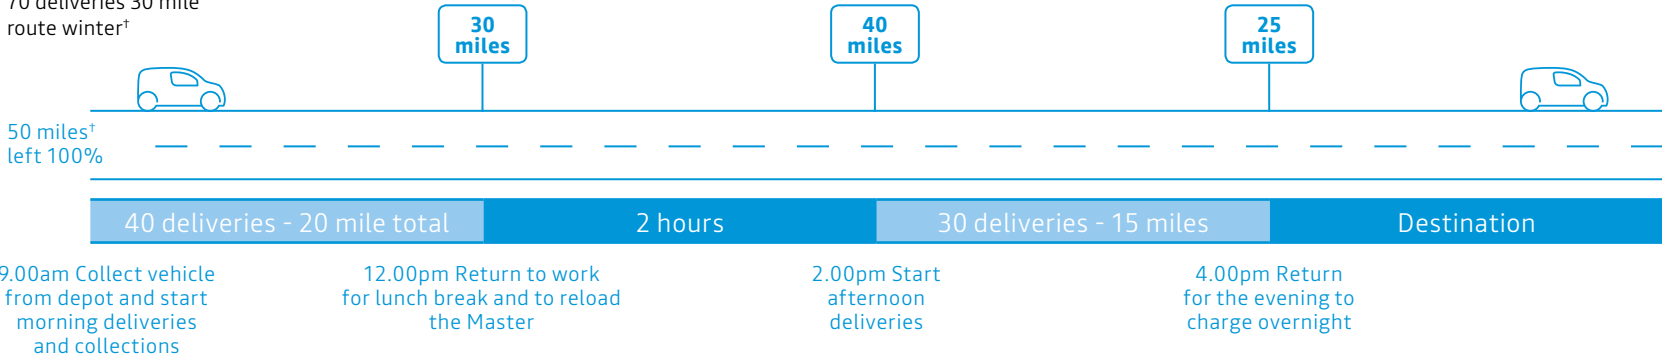 70 deliveries 30 mile
route winter†
30
miles
40
miles
25
miles
50 miles†
left 100%
40 deliveries - 20 mile total
2 hours
30 deliveries - 15 miles
Destination
9.00am Collect vehicle
from depot and start
morning deliveries
and collections
12.00pm Return to work
for lunch break and to reload
the Master
2.00pm Start
afternoon
deliveries
4.00pm Return
for the evening to
charge overnight